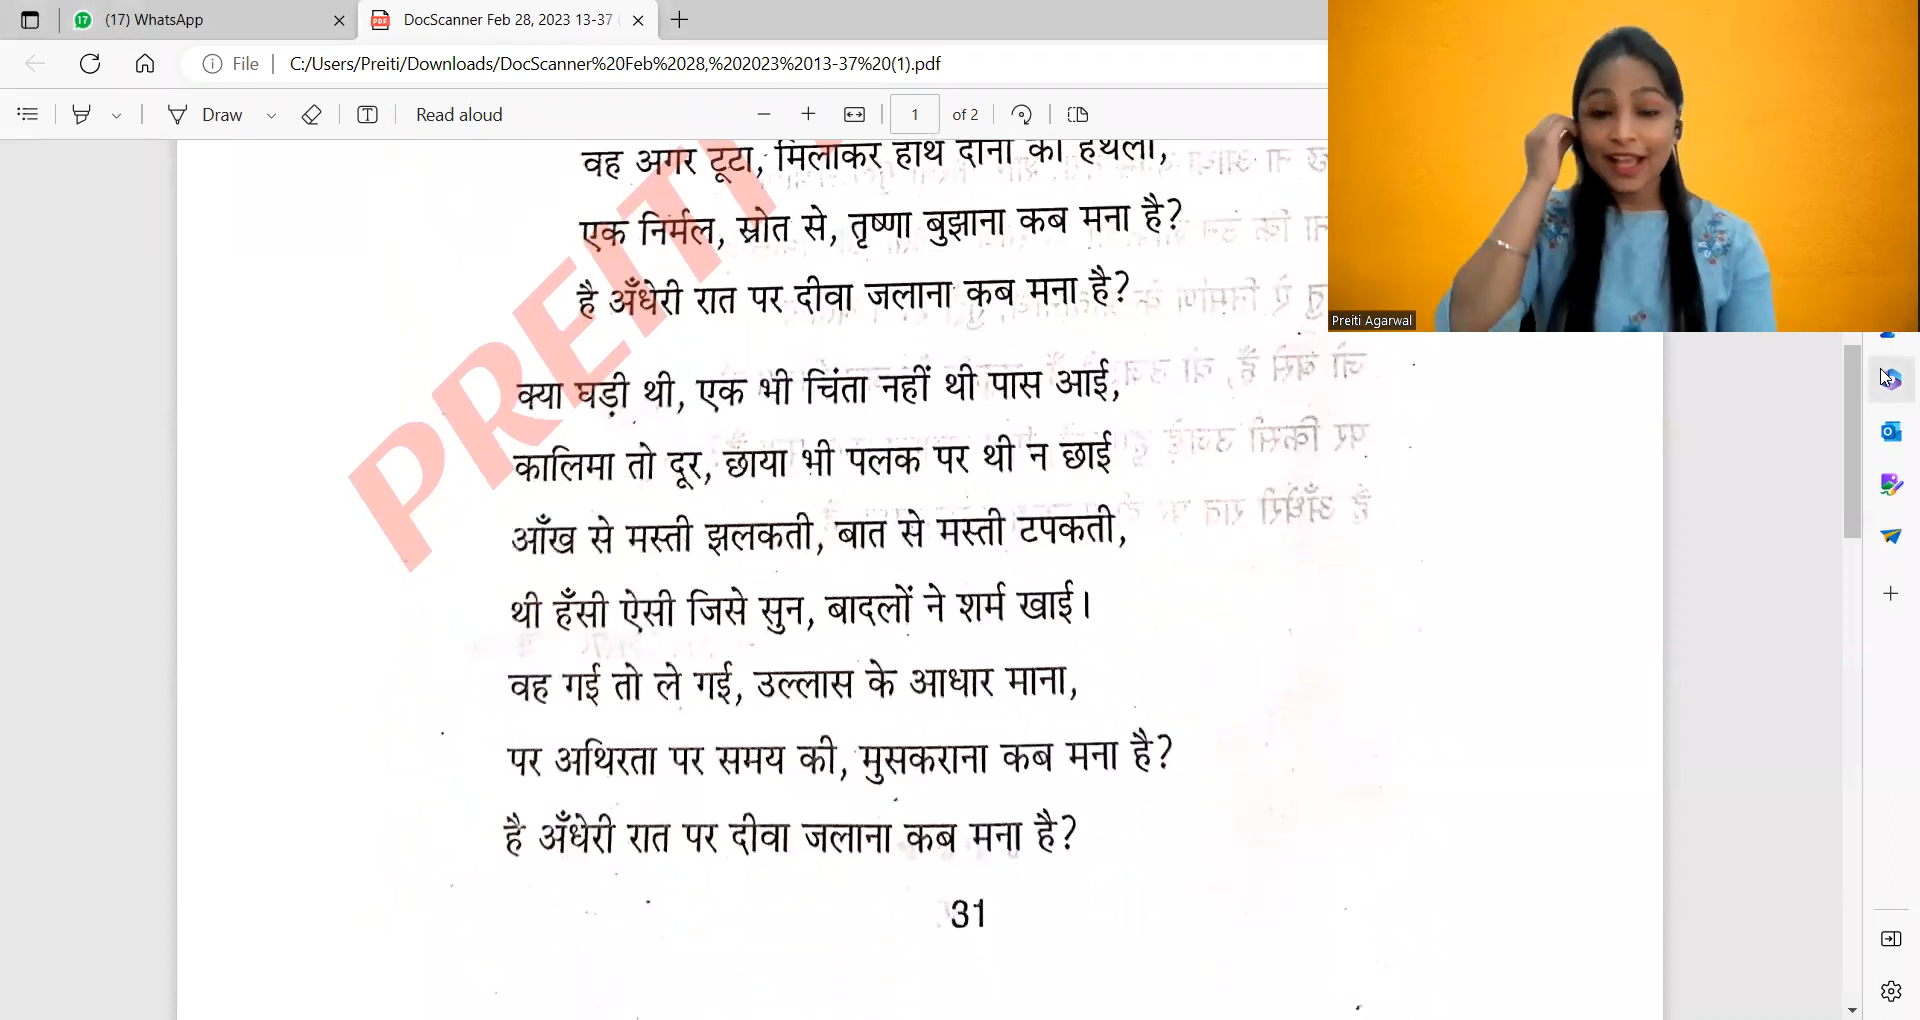 (17) WhatsApp
DocScanner Feb 28, 2023 13-37 (
File
C:/Users/Preiti/Downloads/DocScanner%20Feb%2028,%202023%2013-37%20(1).pdf
Draw
Read aloud
1
of 2
PREITI
वह अगर टूटा, मिलाकर हाथ दोनों की हथेली,
एक निर्मल, स्रोत से, तृष्णा बुझाना कब मना है?
है अँधेरी रात पर दीवा जलाना कब मना है?
क्या घड़ी थी, एक भी चिंता नहीं थी पास आई,
कालिमा तो दूर, छाया भी पलक पर थी न छाई
आँख से मस्ती झलकती, बात से मस्ती टपकती,
थी हँसी ऐसी जिसे सुन, बादलों ने शर्म खाई।
वह गई तो ले गई, उल्लास के आधार माना,
पर अथिरता पर समय की, मुसकराना कब मना है?
है अँधेरी रात पर दीवा जलाना कब मना है?
31
Preiti Agarwal